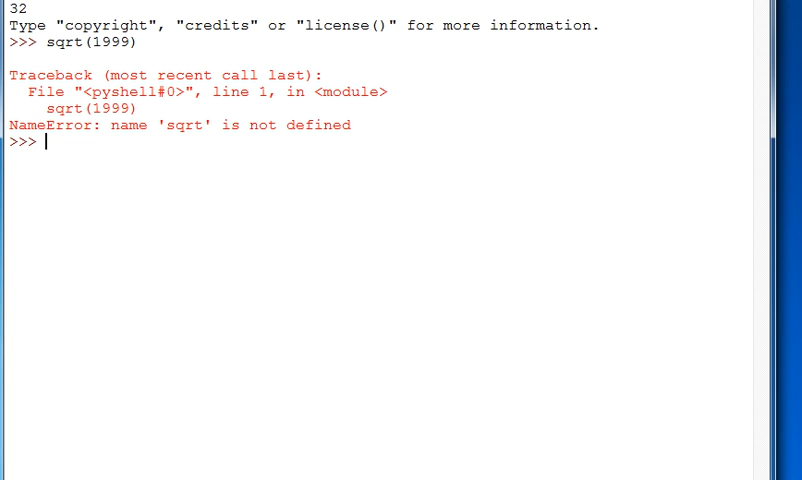 32
Type "copyright", "credits" or "license()" for more information.
>>> sqrt(1999)
Traceback (most recent call last):
  File "<pyshell#0>", line 1, in <module>
    sqrt(1999)
NameError: name 'sqrt' is not defined
>>>